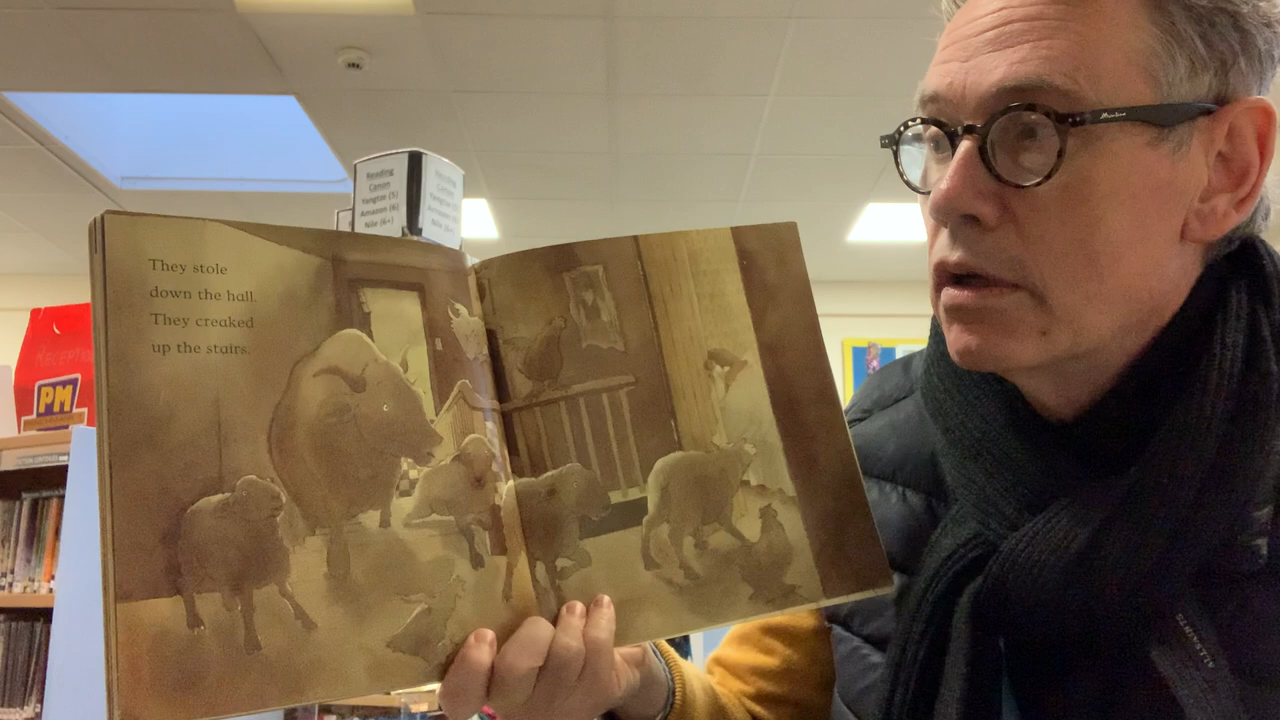 They stole
down the hall.
They creaked
up the stairs.
Reading
Canon
Yangtze (5)
Amazon (6)
Nile (6+)
RECEPTION
PM